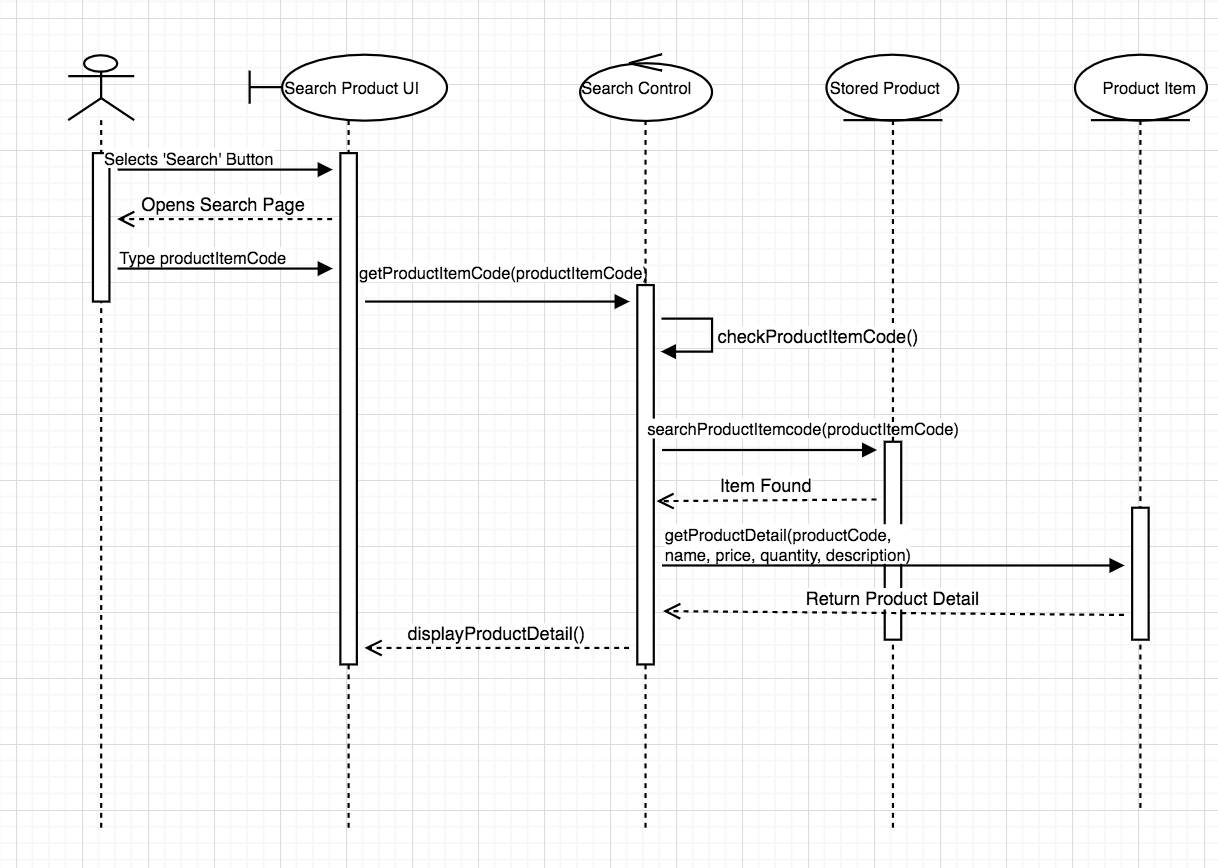 Search Product UI
Search Control
Stored Product
Product Item
Selects 'Search' Button
Opens Search Page
Type productItemCode
getProductItemCode(productItemCode)
checkProductItemCode()
searchProductItemcode(productItemCode)
Item Found
getProductDetail(productCode,
name, price, quantity, description)
Return Product Detail
displayProductDetail()